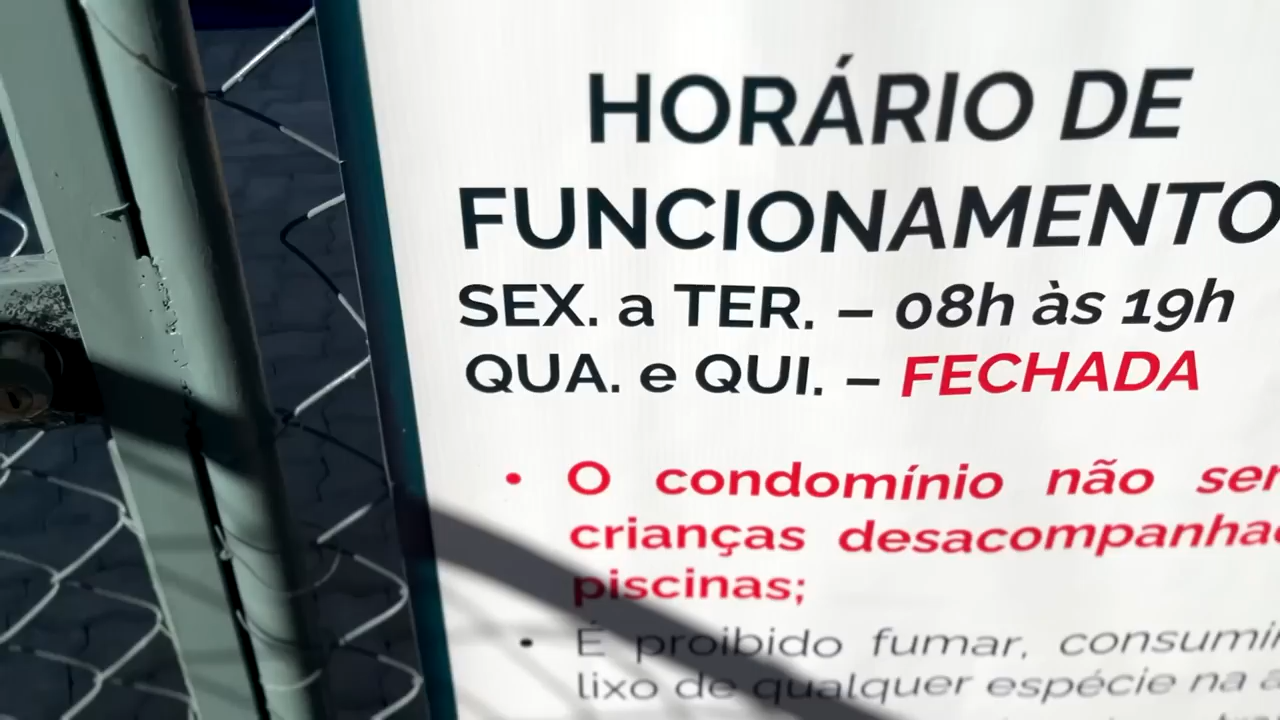 HORÁRIO DE
FUNCIONAMENTO
SEX. a TER. – 08h às 19h
QUA. e QUI. – FECHADA
• O condomínio não
crianças
piscinas;
• É proibido fumar,
lixo de qualquer espécie na